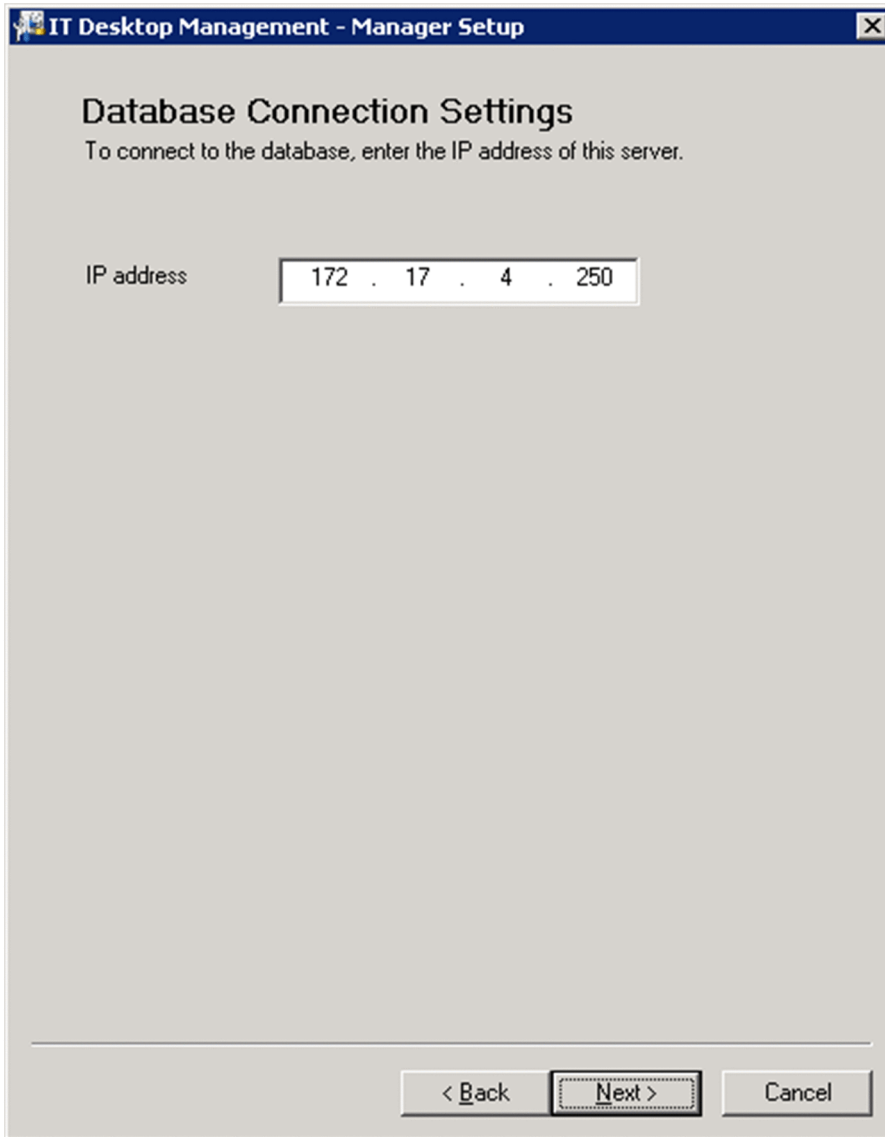 IT Desktop Management - Manager Setup
Database Connection Settings
To connect to the database, enter the IP address of this server.
IP address 172 . 17 . 4 . 250
< Back Next > Cancel